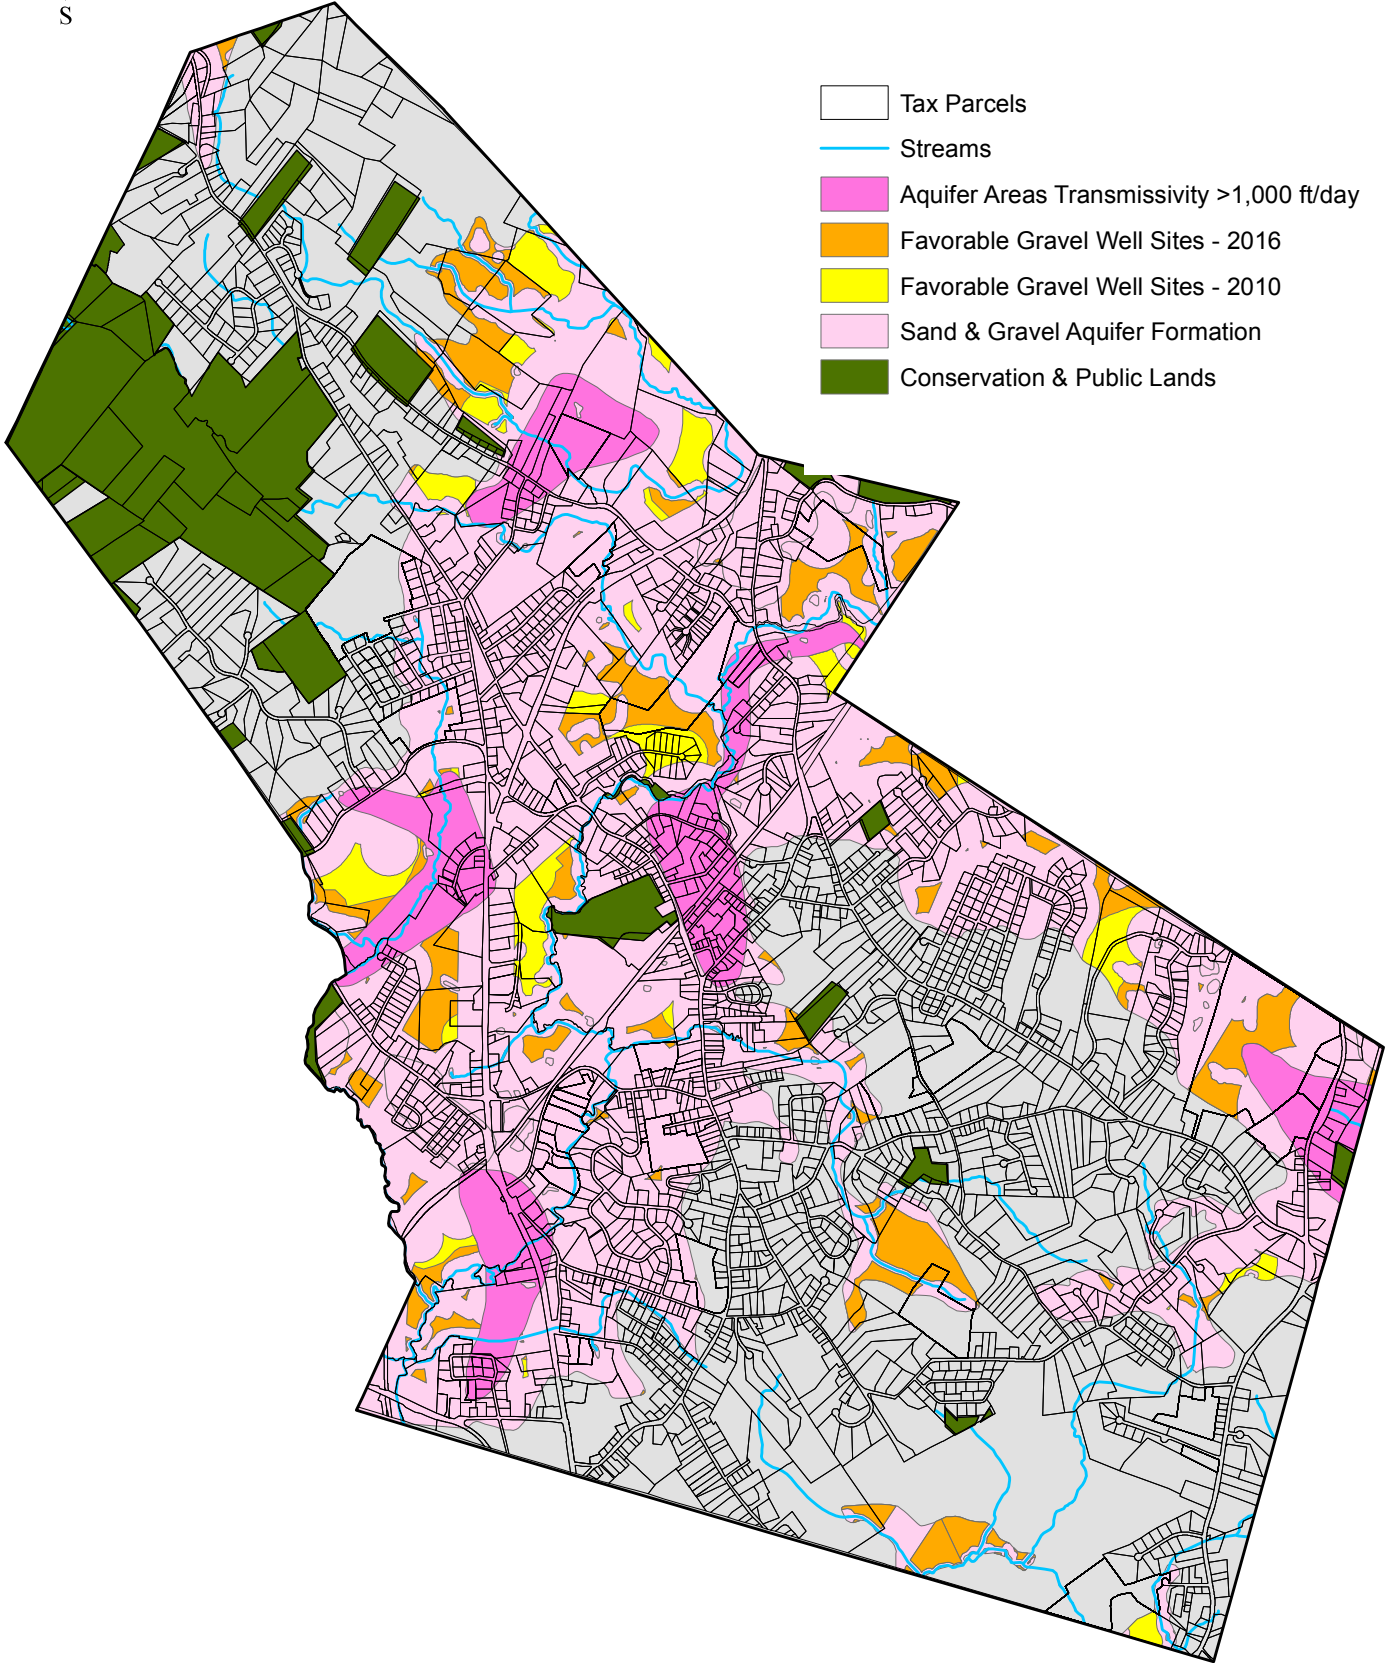 S
Tax Parcels
Streams
Aquifer Areas Transmissivity >1,000 ft/day
Favorable Gravel Well Sites - 2016
Favorable Gravel Well Sites - 2010
Sand & Gravel Aquifer Formation
Conservation & Public Lands